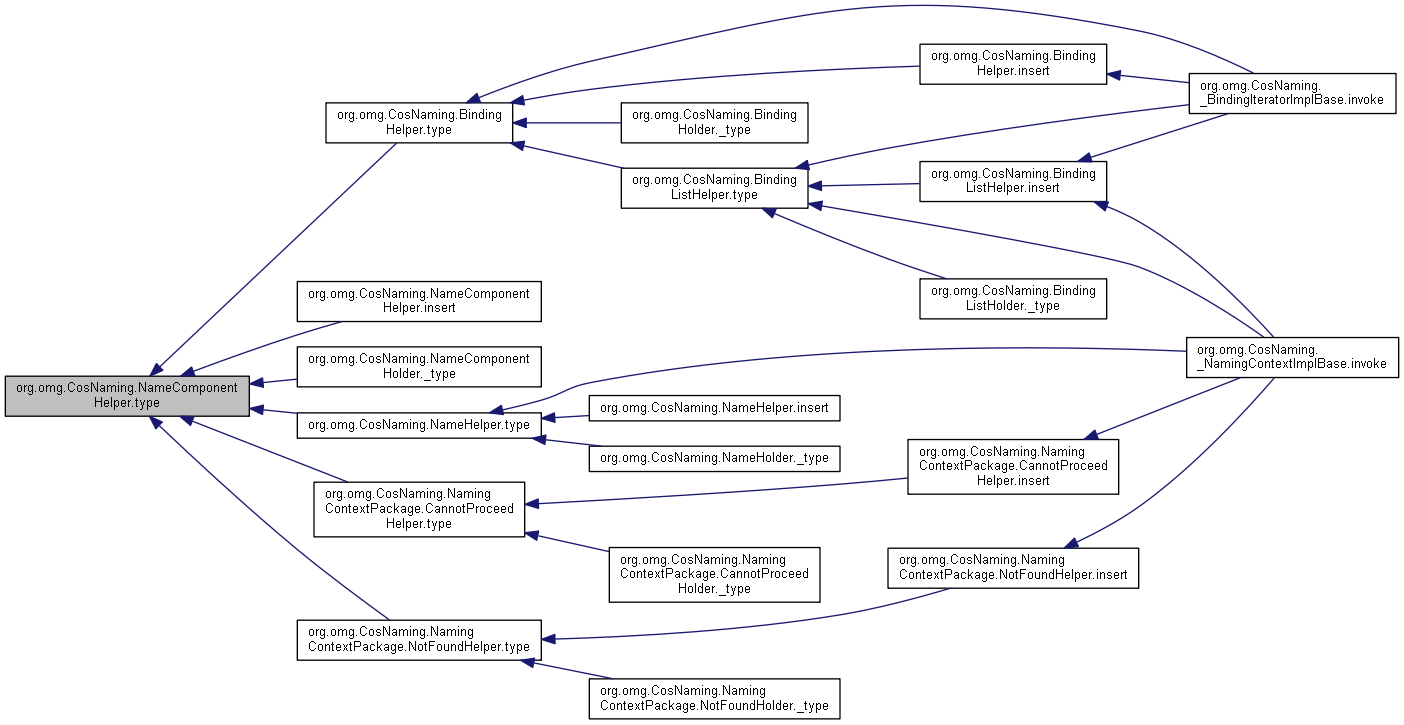 org.omg.CosNaming.NameComponent
Helper.type
org.omg.CosNaming.Binding
Helper.type
org.omg.CosNaming.NameComponent
Helper.insert
org.omg.CosNaming.NameComponent
Holder._type
org.omg.CosNaming.NameHelper.type
org.omg.CosNaming.Naming
ContextPackage.CannotProceed
Helper.type
org.omg.CosNaming.Naming
ContextPackage.NotFoundHelper.type
org.omg.CosNaming.Binding
Holder._type
org.omg.CosNaming.Binding
ListHelper.type
org.omg.CosNaming.NameHelper.insert
org.omg.CosNaming.NameHolder._type
org.omg.CosNaming.Naming
ContextPackage.CannotProceed
Holder._type
org.omg.CosNaming.Naming
ContextPackage.NotFoundHolder._type
org.omg.CosNaming.Binding
Helper.insert
org.omg.CosNaming.Binding
ListHelper.insert
org.omg.CosNaming.Binding
ListHolder._type
org.omg.CosNaming.Naming
ContextPackage.CannotProceed
Helper.insert
org.omg.CosNaming.Naming
ContextPackage.NotFoundHelper.insert
org.omg.CosNaming.
_BindingIteratorImplBase.invoke
org.omg.CosNaming.
_NamingContextImplBase.invoke